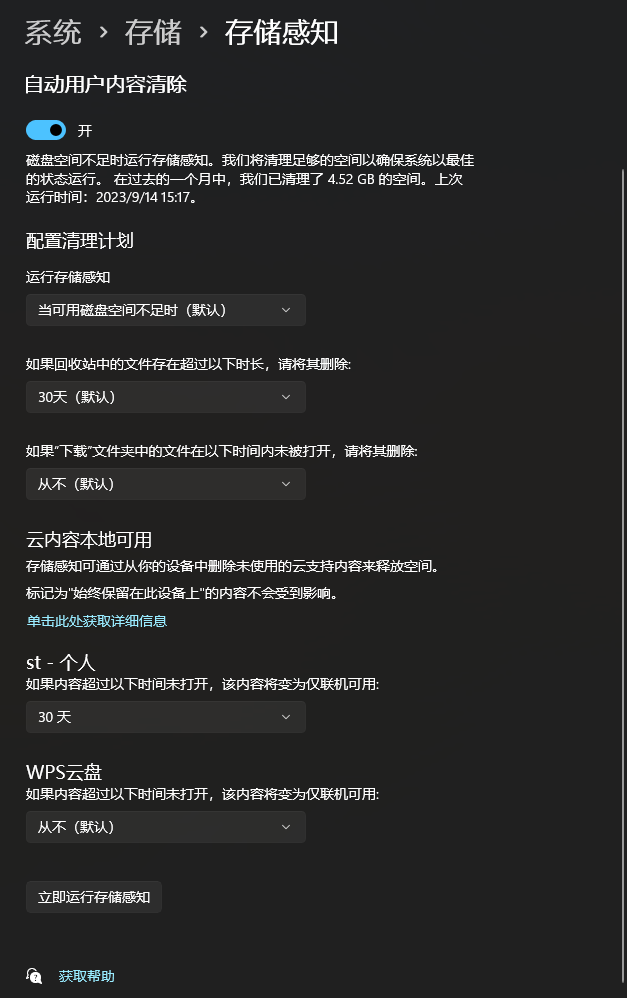 系统 › 存储 › 存储感知
自动用户内容清除
开
磁盘空间不足时运行存储感知。我们将清理足够的空间以确保系统以最佳
的状态运行。 在过去的一个月中，我们已清理了 4.52 GB 的空间。上次
运行时间：2023/9/14 15:17。
配置清理计划
运行存储感知
当可用磁盘空间不足时（默认）
如果回收站中的文件存在超过以下时长，请将其删除:
30天（默认）
如果"下载"文件夹中的文件在以下时间内未被打开，请将其删除:
从不（默认）
云内容本地可用
存储感知可通过从你的设备中删除未使用的云支持内容来释放空间。
标记为"始终保留在此设备上"的内容不会受到影响。
单击此处获取详细信息
st - 个人
如果内容超过以下时间未打开，该内容将变为仅联机可用:
30 天
WPS云盘
如果内容超过以下时间未打开，该内容将变为仅联机可用:
从不（默认）
立即运行存储感知
获取帮助